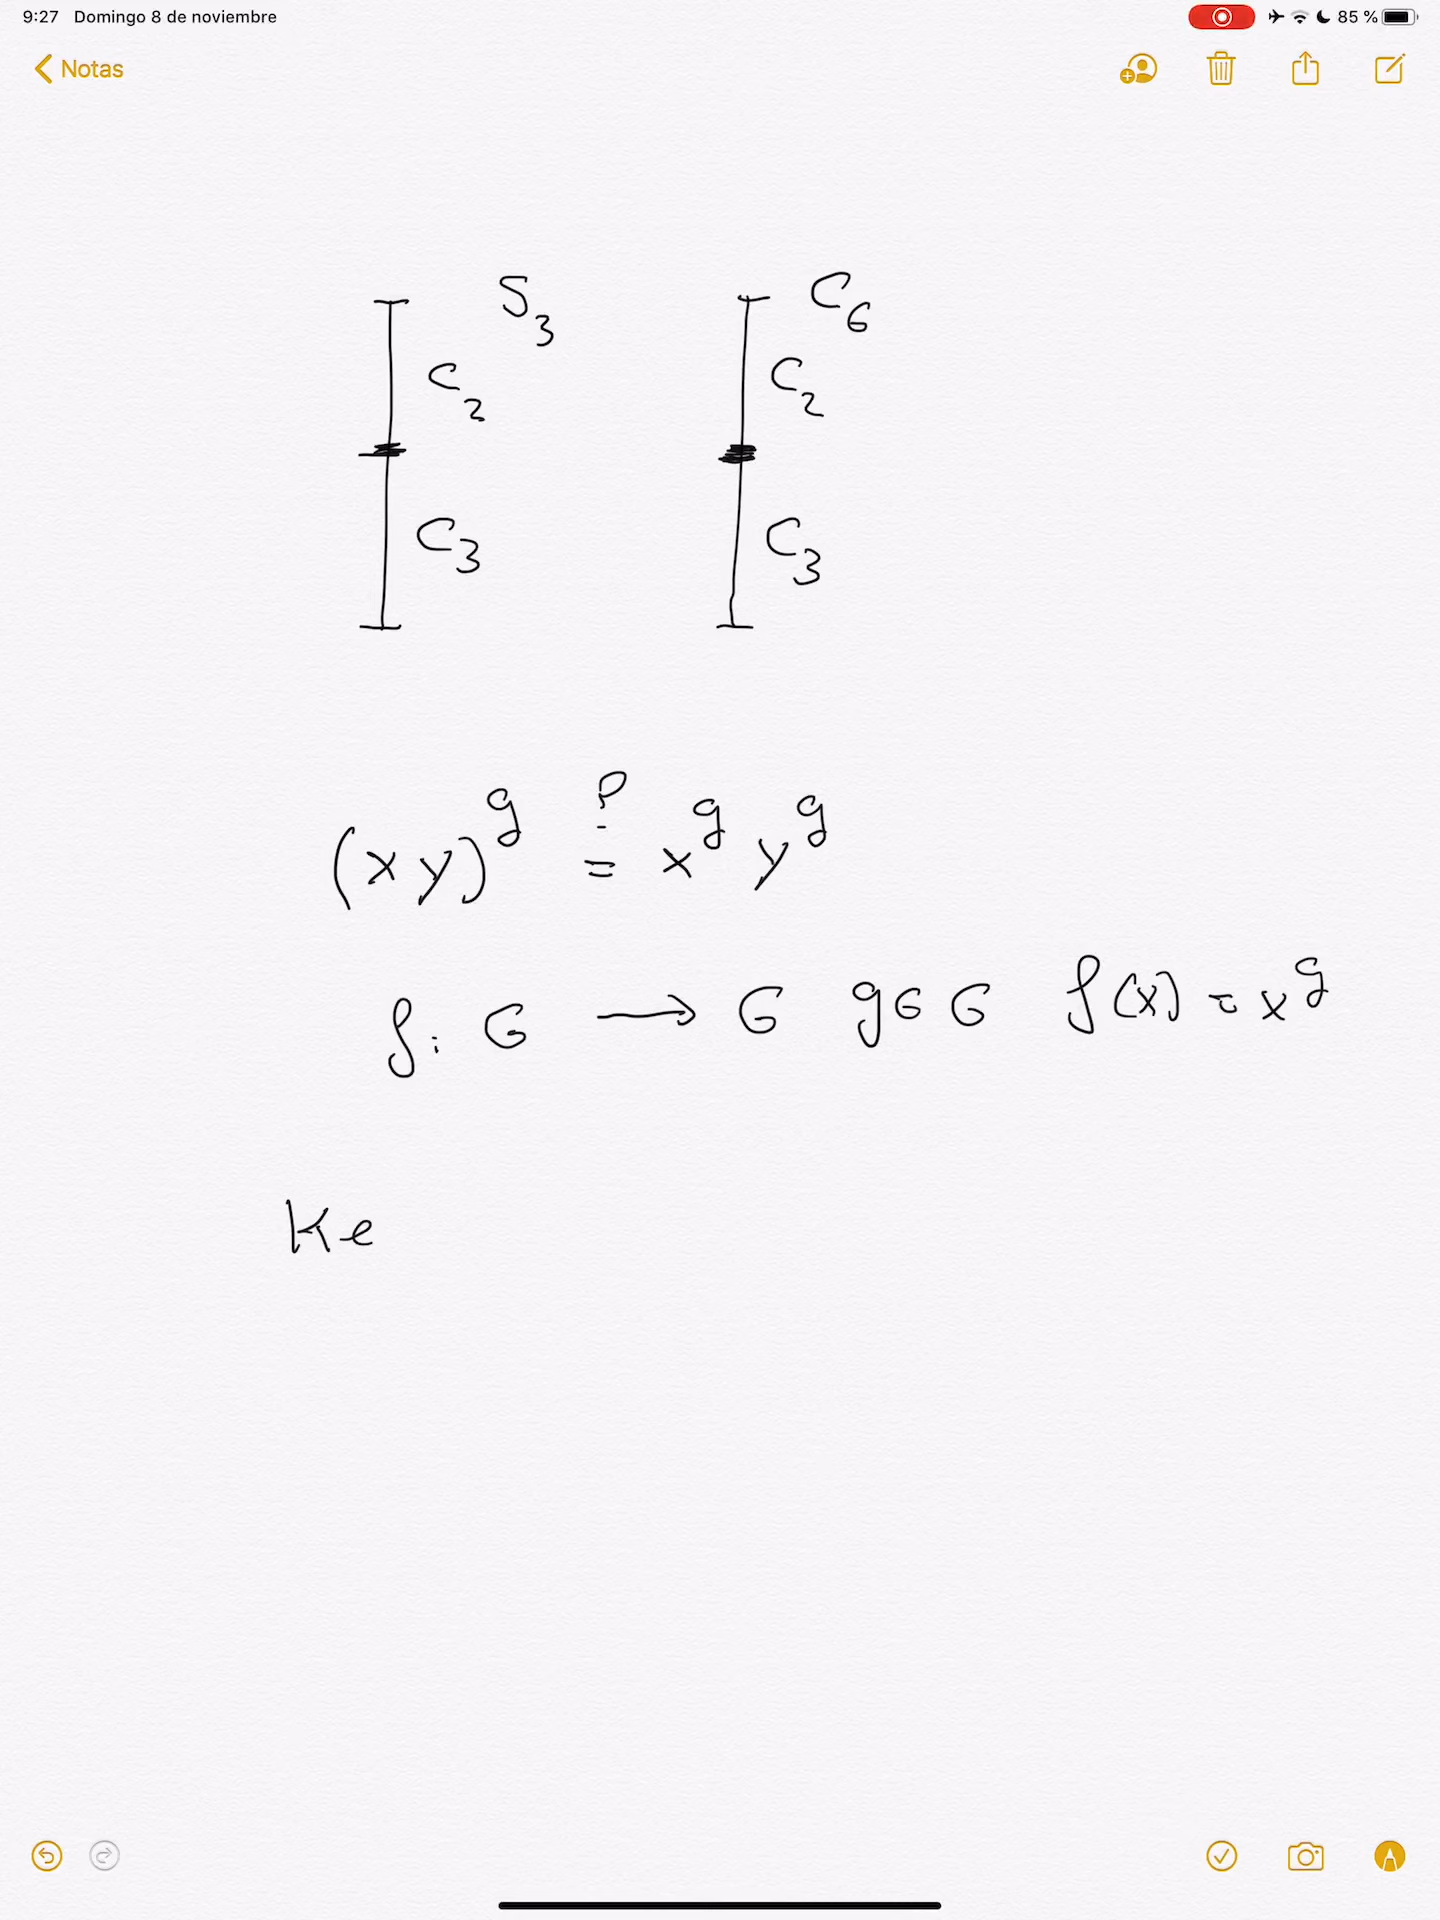 9:27 Domingo 8 de noviembre 85 %
Notas
S₃ C₆
C₂ C₂
C₃ C₃
(xy)^g ≟ x^g y^g
f: G → G g∈G f(x) = x^g
Ke